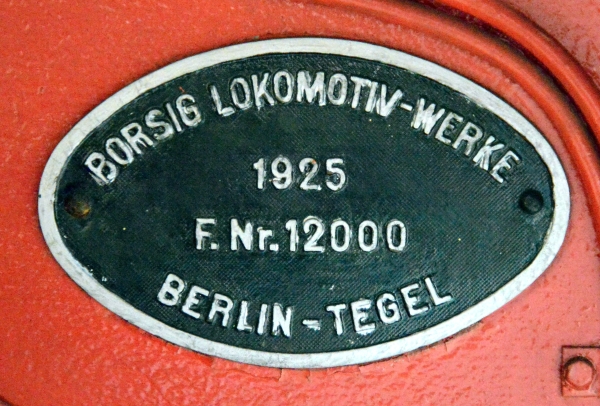 BORSIG LOKOMOTIV-WERKE
1925
F. Nr. 12000
BERLIN-TEGEL